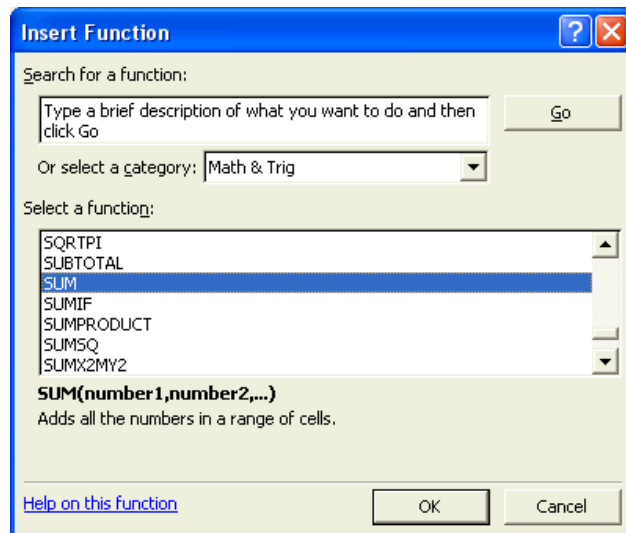 Insert Function
Search for a function:
Type a brief description of what you want to do and then
click Go
Go
Or select a category: Math & Trig
Select a function:
SQRTPI
SUBTOTAL
SUM
SUMIF
SUMPRODUCT
SUMSQ
SUMX2MY2
SUM(number1,number2,...)
Adds all the numbers in a range of cells.
Help on this function
OK
Cancel